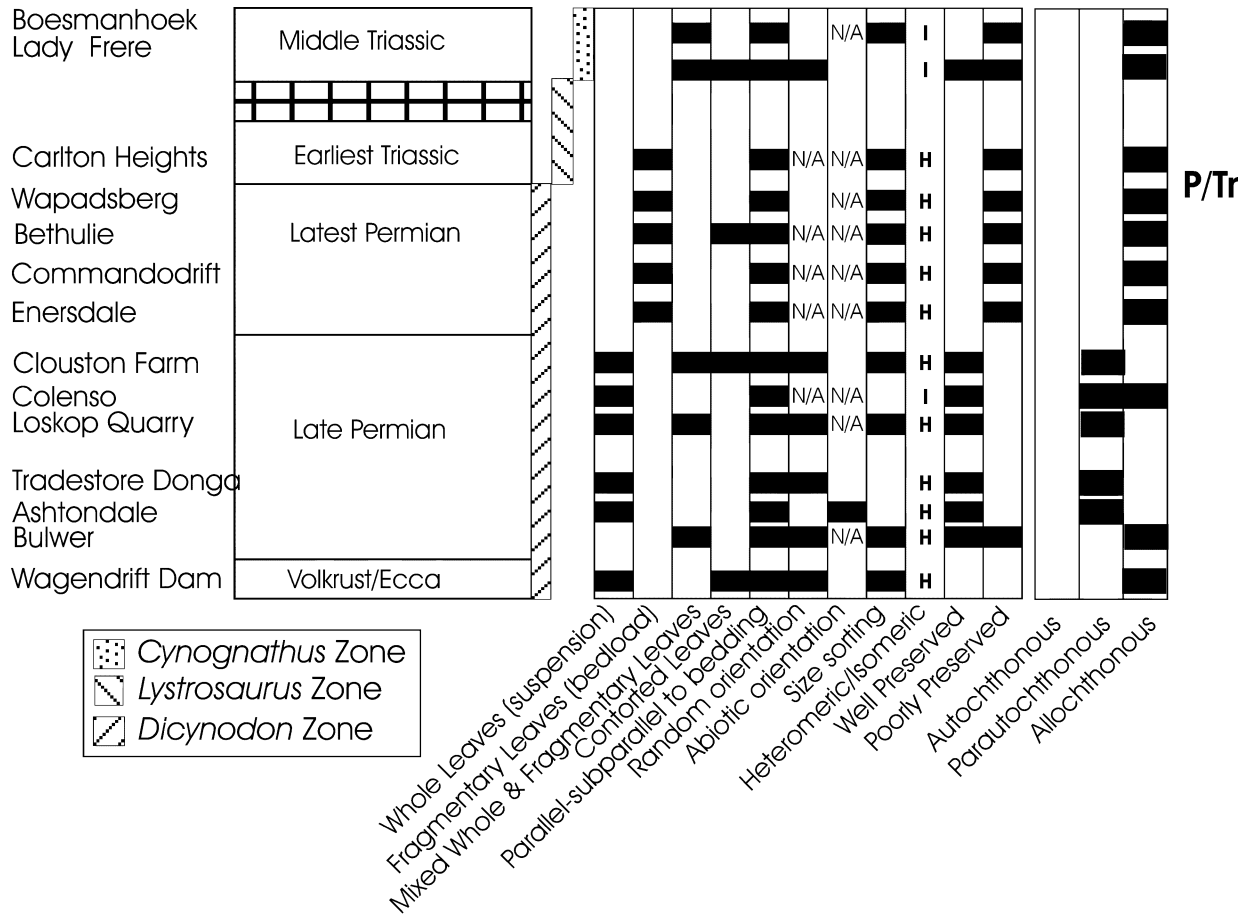 Boesmanhoek
Lady Frere
Middle Triassic
N/A I
I
Carlton Heights Earliest Triassic N/A N/A H
P/Tr
Wapadsberg N/A H
Bethulie Latest Permian N/A N/A H
Commandodrift N/A N/A H
Enersdale N/A N/A H
Clouston Farm H
Colenso N/A N/A I
Loskop Quarry Late Permian N/A H
Tradestore Donga H
Ashtondale H
Bulwer N/A H
Wagendrift Dam Volkrust/Ecca H
Whole Leaves (suspension)
Fragmentary Leaves (bedload)
Mixed Whole & Fragmentary Leaves
Contorted Leaves
Parallel-subparallel to bedding
Random orientation
Abiotic orientation
Size sorting
Heteromeric/Isomeric
Well Preserved
Poorly Preserved
Autochthonous
Parautochthonous
Allochthonous
Cynognathus Zone
Lystrosaurus Zone
Dicynodon Zone